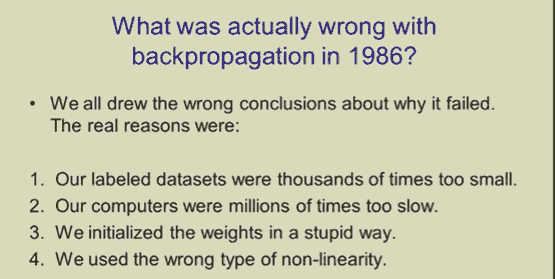 What was actually wrong with
backpropagation in 1986?
• We all drew the wrong conclusions about why it failed.
The real reasons were:
1. Our labeled datasets were thousands of times too small.
2. Our computers were millions of times too slow.
3. We initialized the weights in a stupid way.
4. We used the wrong type of non-linearity.